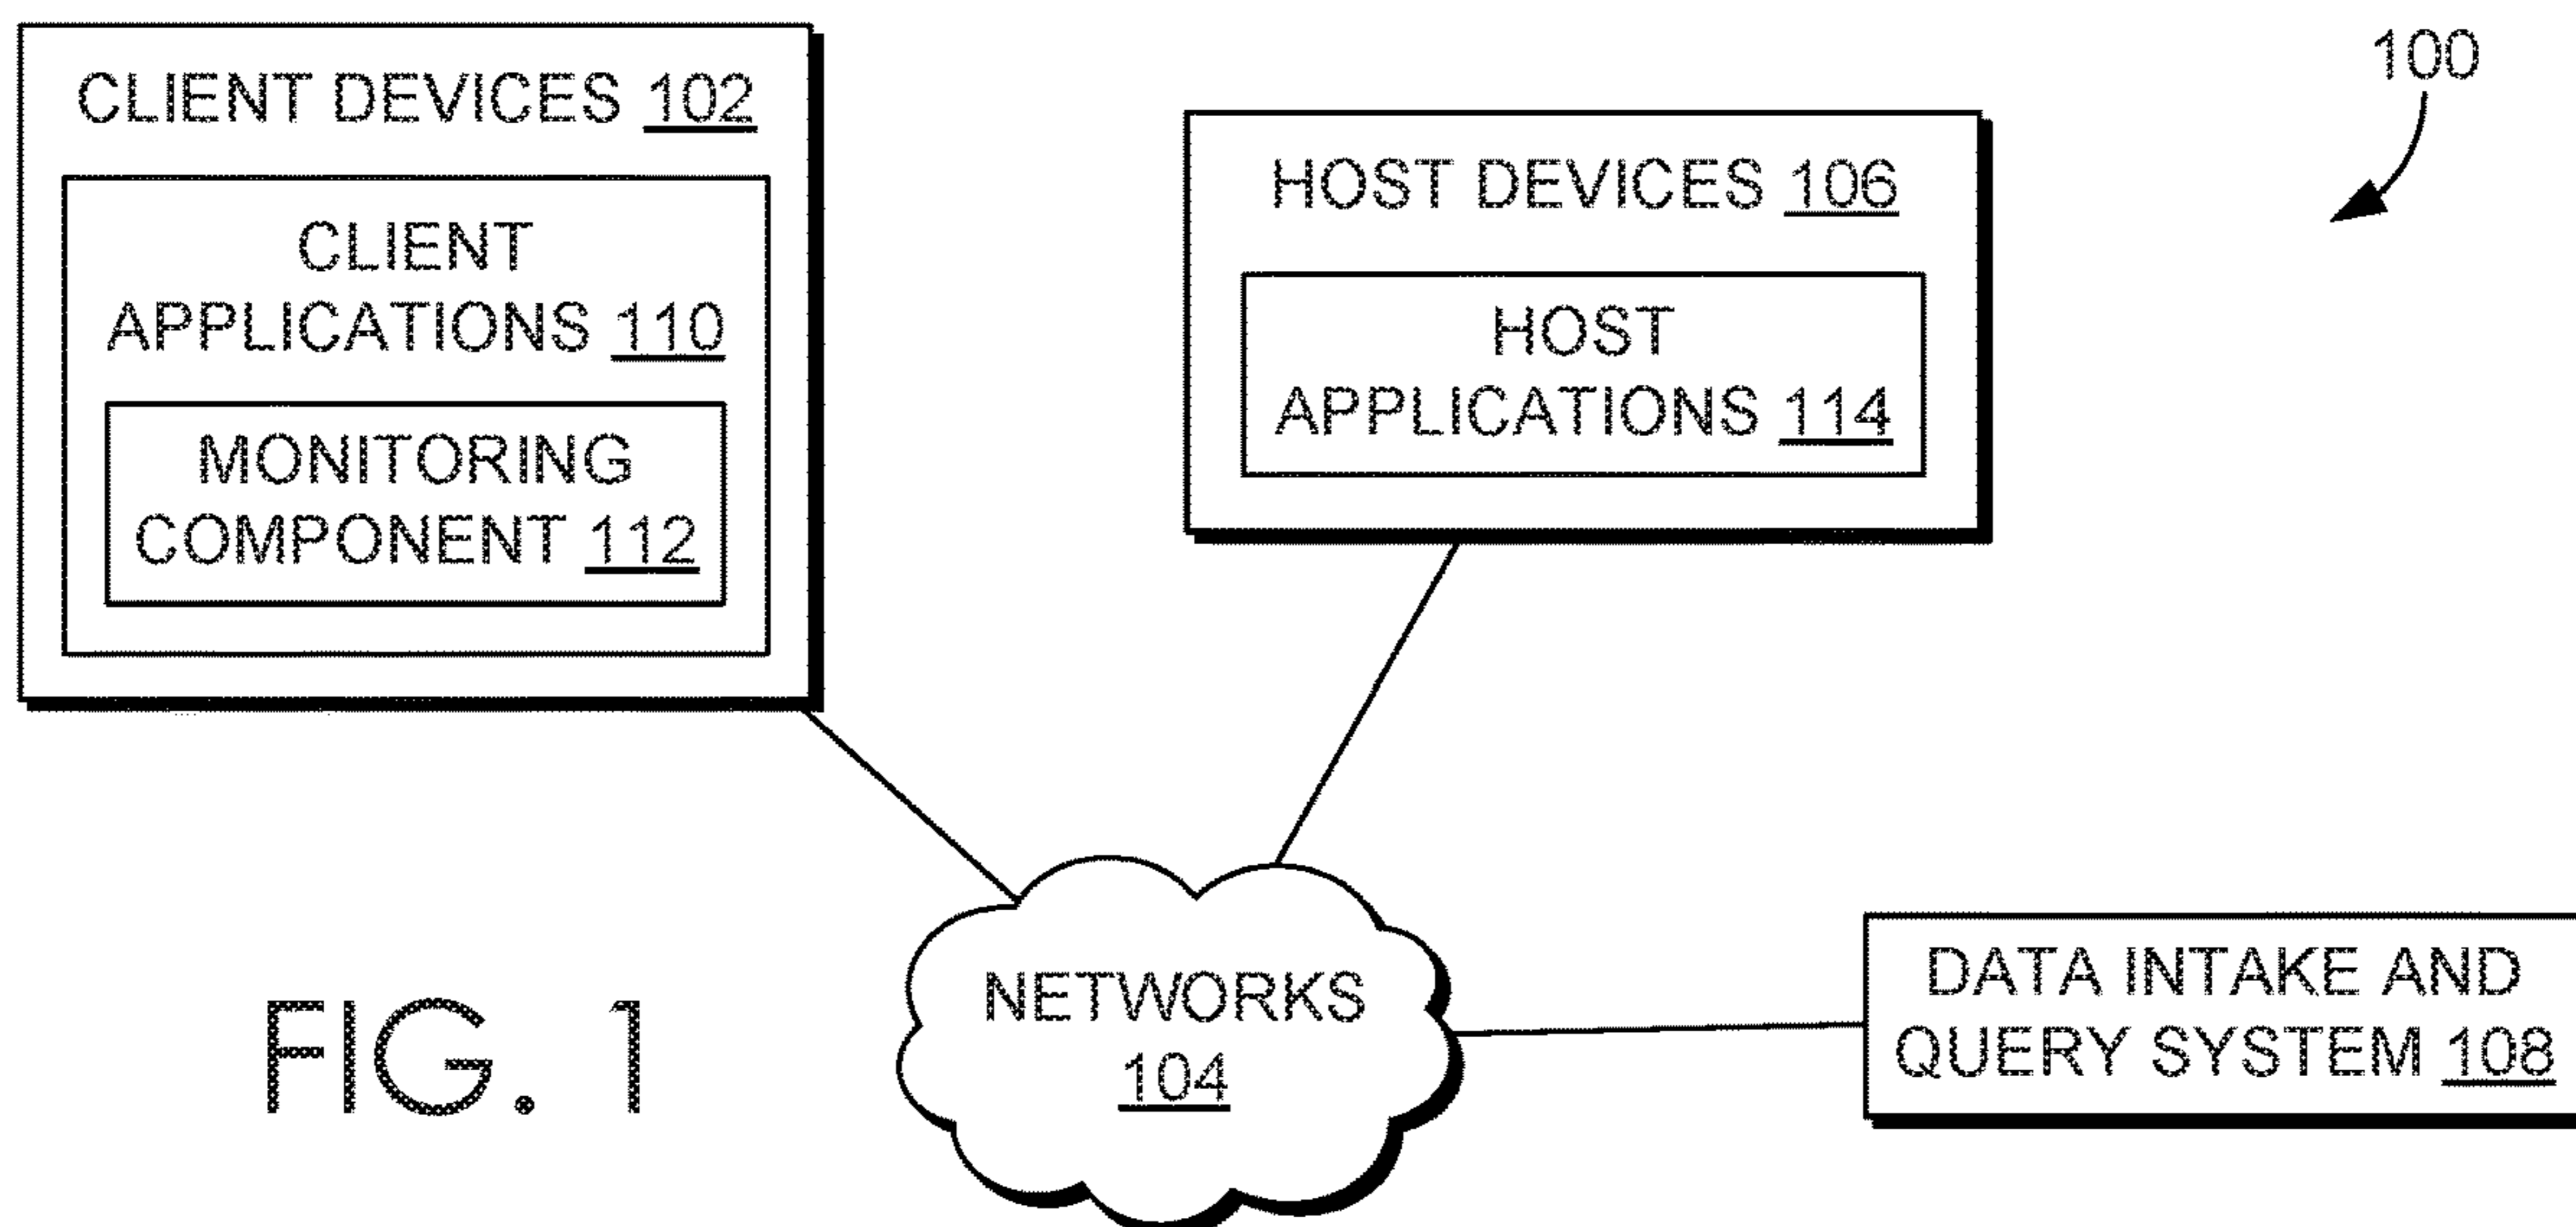 100
CLIENT DEVICES 102
CLIENT
APPLICATIONS 110
MONITORING
COMPONENT 112
HOST DEVICES 106
HOST
APPLICATIONS 114
NETWORKS
104
DATA INTAKE AND
QUERY SYSTEM 108
FIG. 1